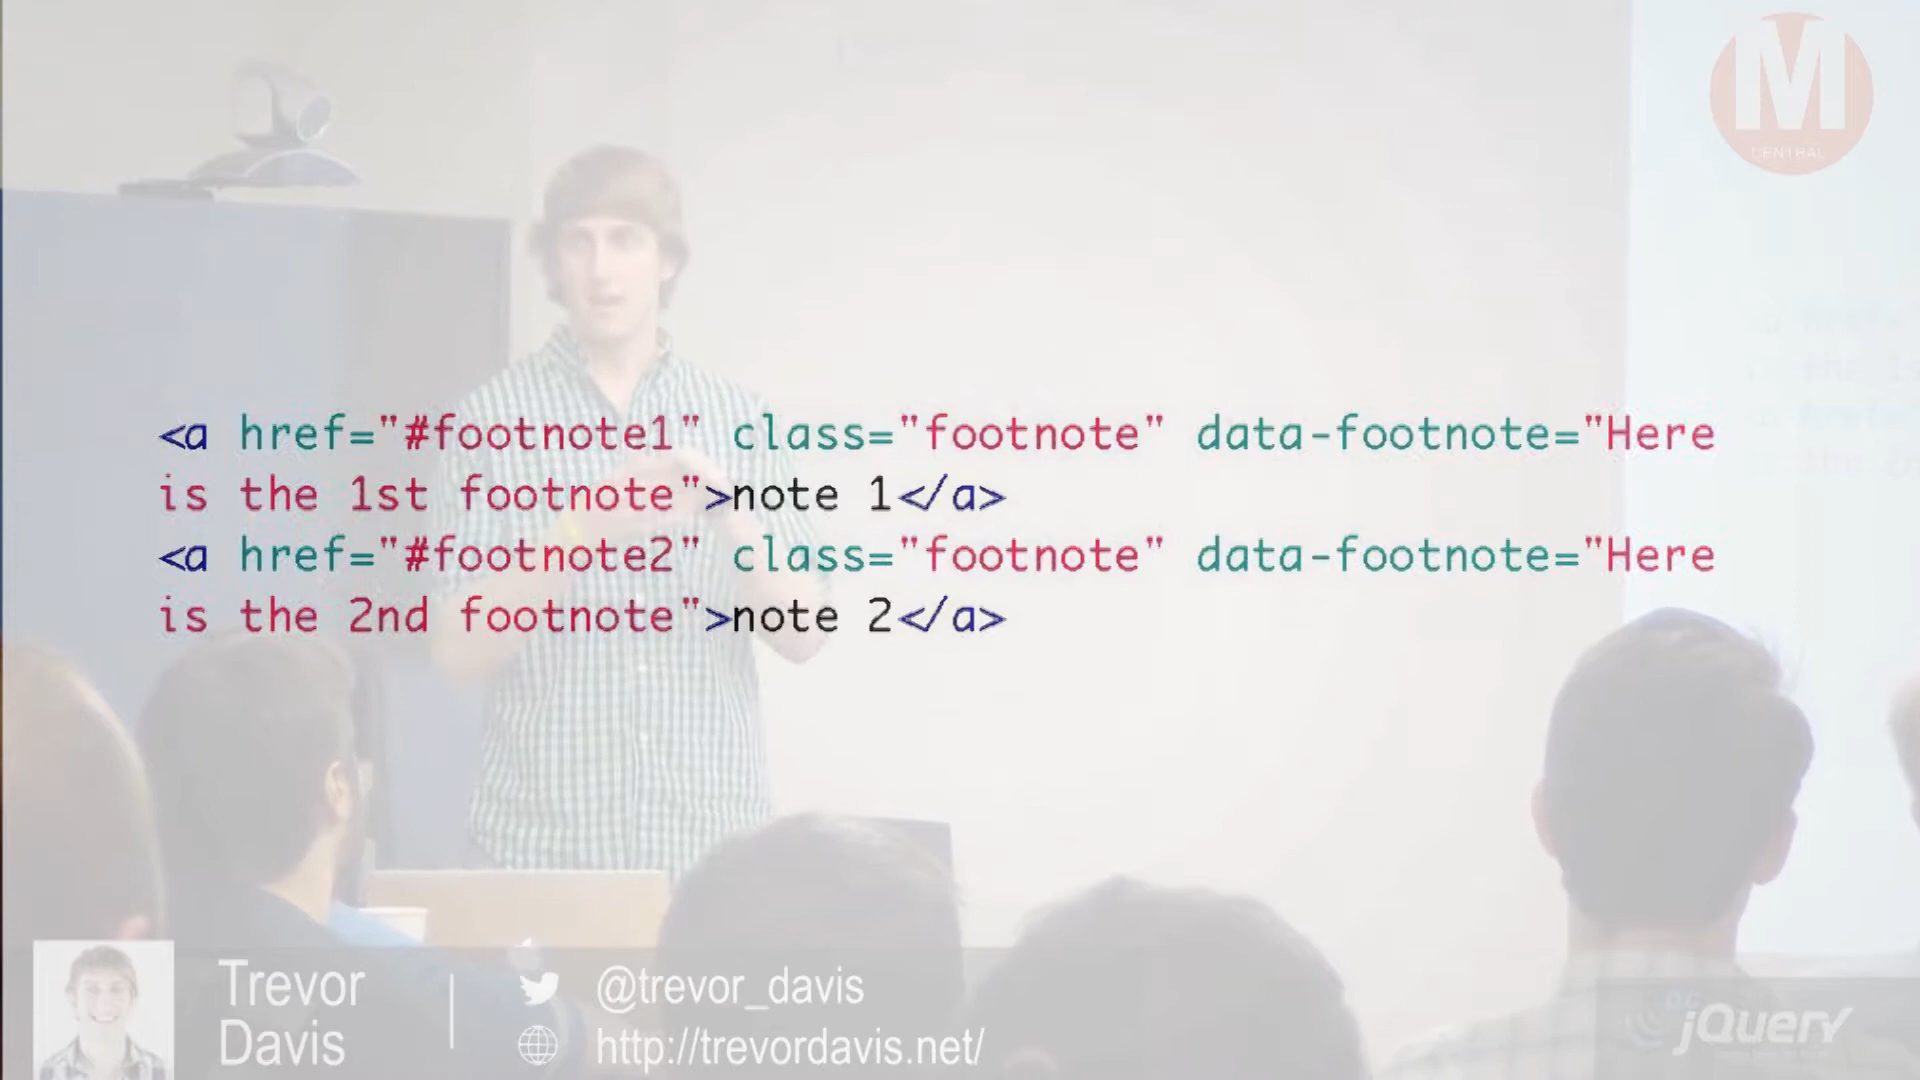 M
CENTRAL
<a href="#footnote1" class="footnote" data-footnote="Here
is the 1st footnote">note 1</a>
<a href="#footnote2" class="footnote" data-footnote="Here
is the 2nd footnote">note 2</a>
Trevor
Davis
@trevor_davis
http://trevordavis.net/
jQuery